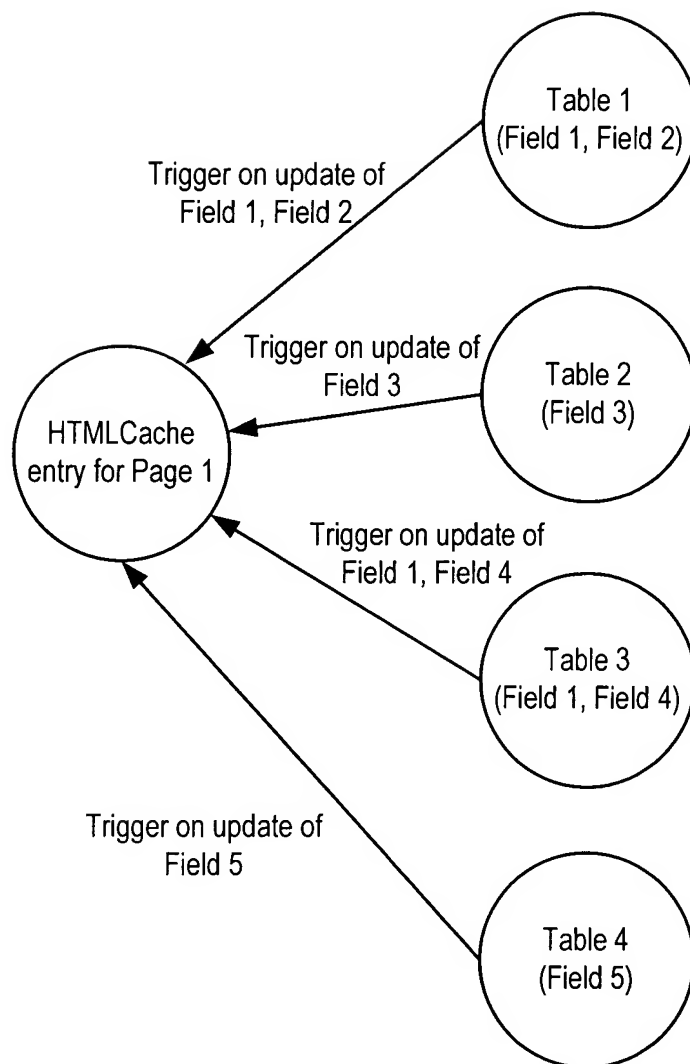 Table 1
(Field 1, Field 2)
Trigger on update of
Field 1, Field 2
Trigger on update of
Field 3
Table 2
(Field 3)
HTMLCache
entry for Page 1
Trigger on update of
Field 1, Field 4
Table 3
(Field 1, Field 4)
Trigger on update of
Field 5
Table 4
(Field 5)